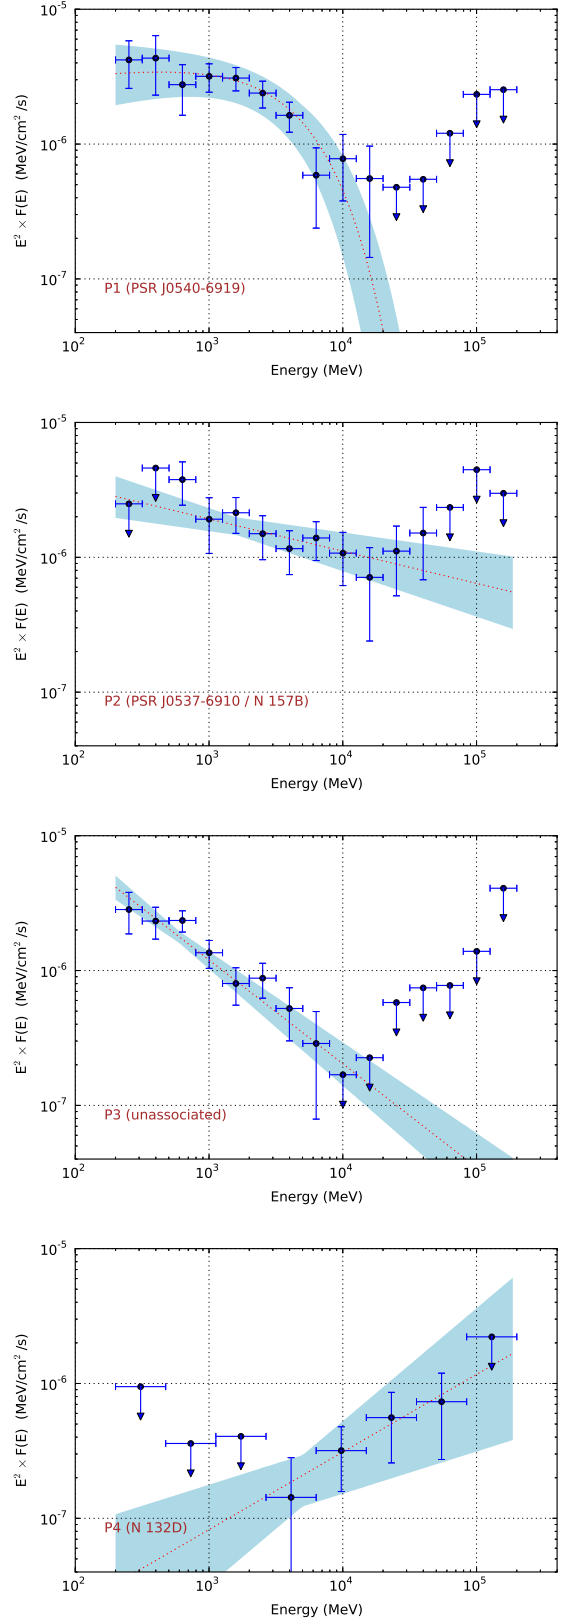 10^-5
10^-6
10^-7
E^2 × F(E) (MeV/cm^2 /s)
P1 (PSR J0540-6919)
10^2 10^3 10^4 10^5
Energy (MeV)
10^-5
10^-6
10^-7
E^2 × F(E) (MeV/cm^2 /s)
P2 (PSR J0537-6910 / N 157B)
10^2 10^3 10^4 10^5
Energy (MeV)
10^-5
10^-6
10^-7
E^2 × F(E) (MeV/cm^2 /s)
P3 (unassociated)
10^2 10^3 10^4 10^5
Energy (MeV)
10^-5
10^-6
10^-7
E^2 × F(E) (MeV/cm^2 /s)
P4 (N 132D)
10^2 10^3 10^4 10^5
Energy (MeV)